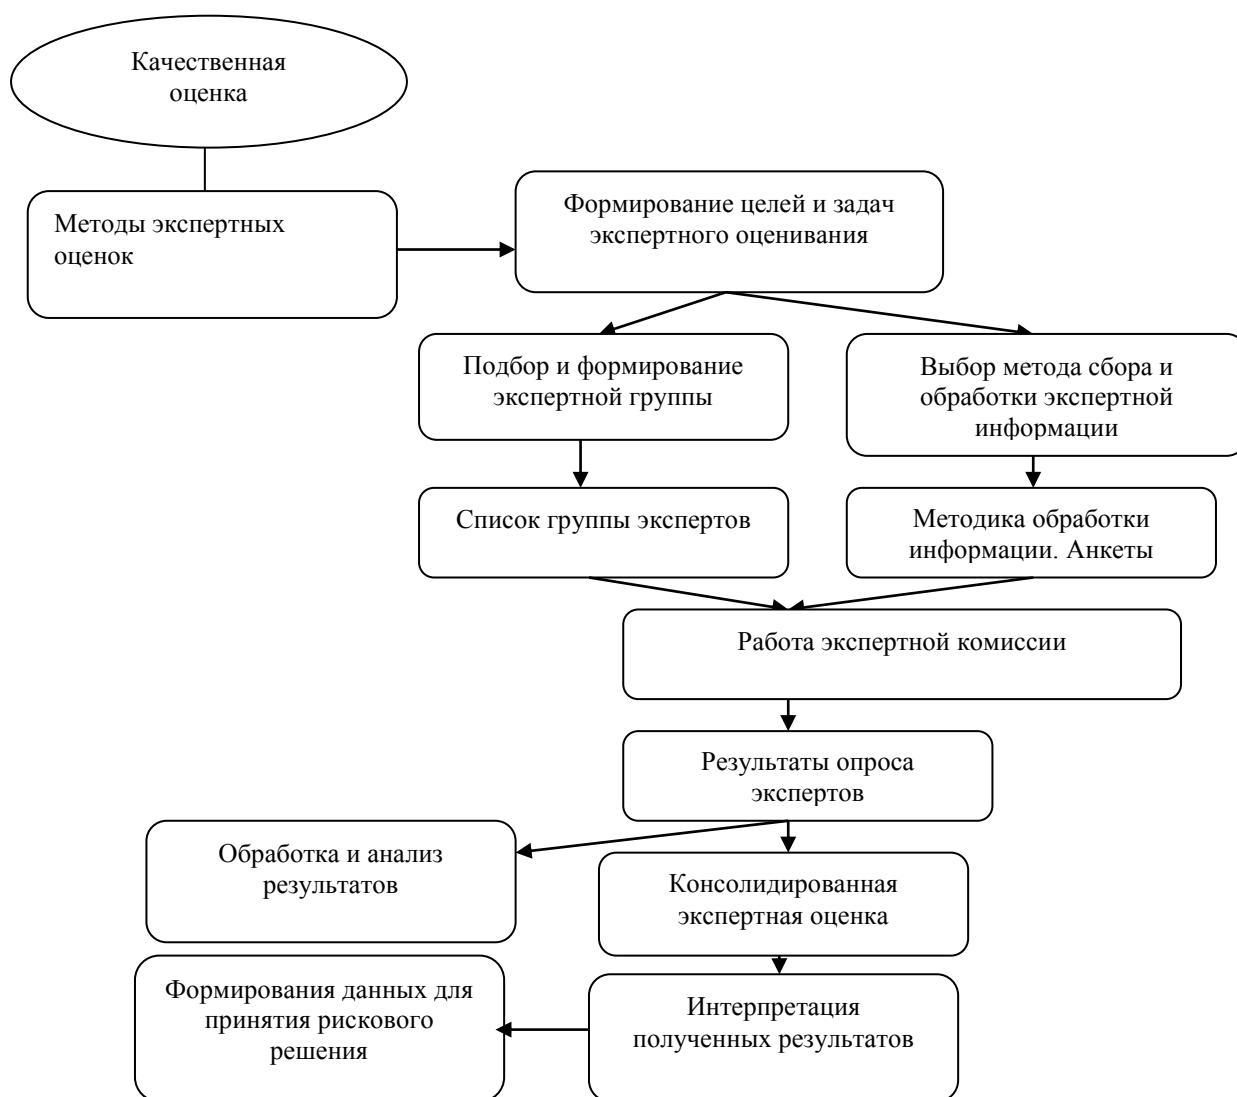 Качественная
оценка
Методы экспертных
оценок
Формирование целей и задач
экспертного оценивания
Подбор и формирование
экспертной группы
Выбор метода сбора и
обработки экспертной
информации
Список группы экспертов
Методика обработки
информации. Анкеты
Работа экспертной комиссии
Результаты опроса
экспертов
Обработка и анализ
результатов
Консолидированная
экспертная оценка
Формирования данных для
принятия рискового
решения
Интерпретация
полученных результатов